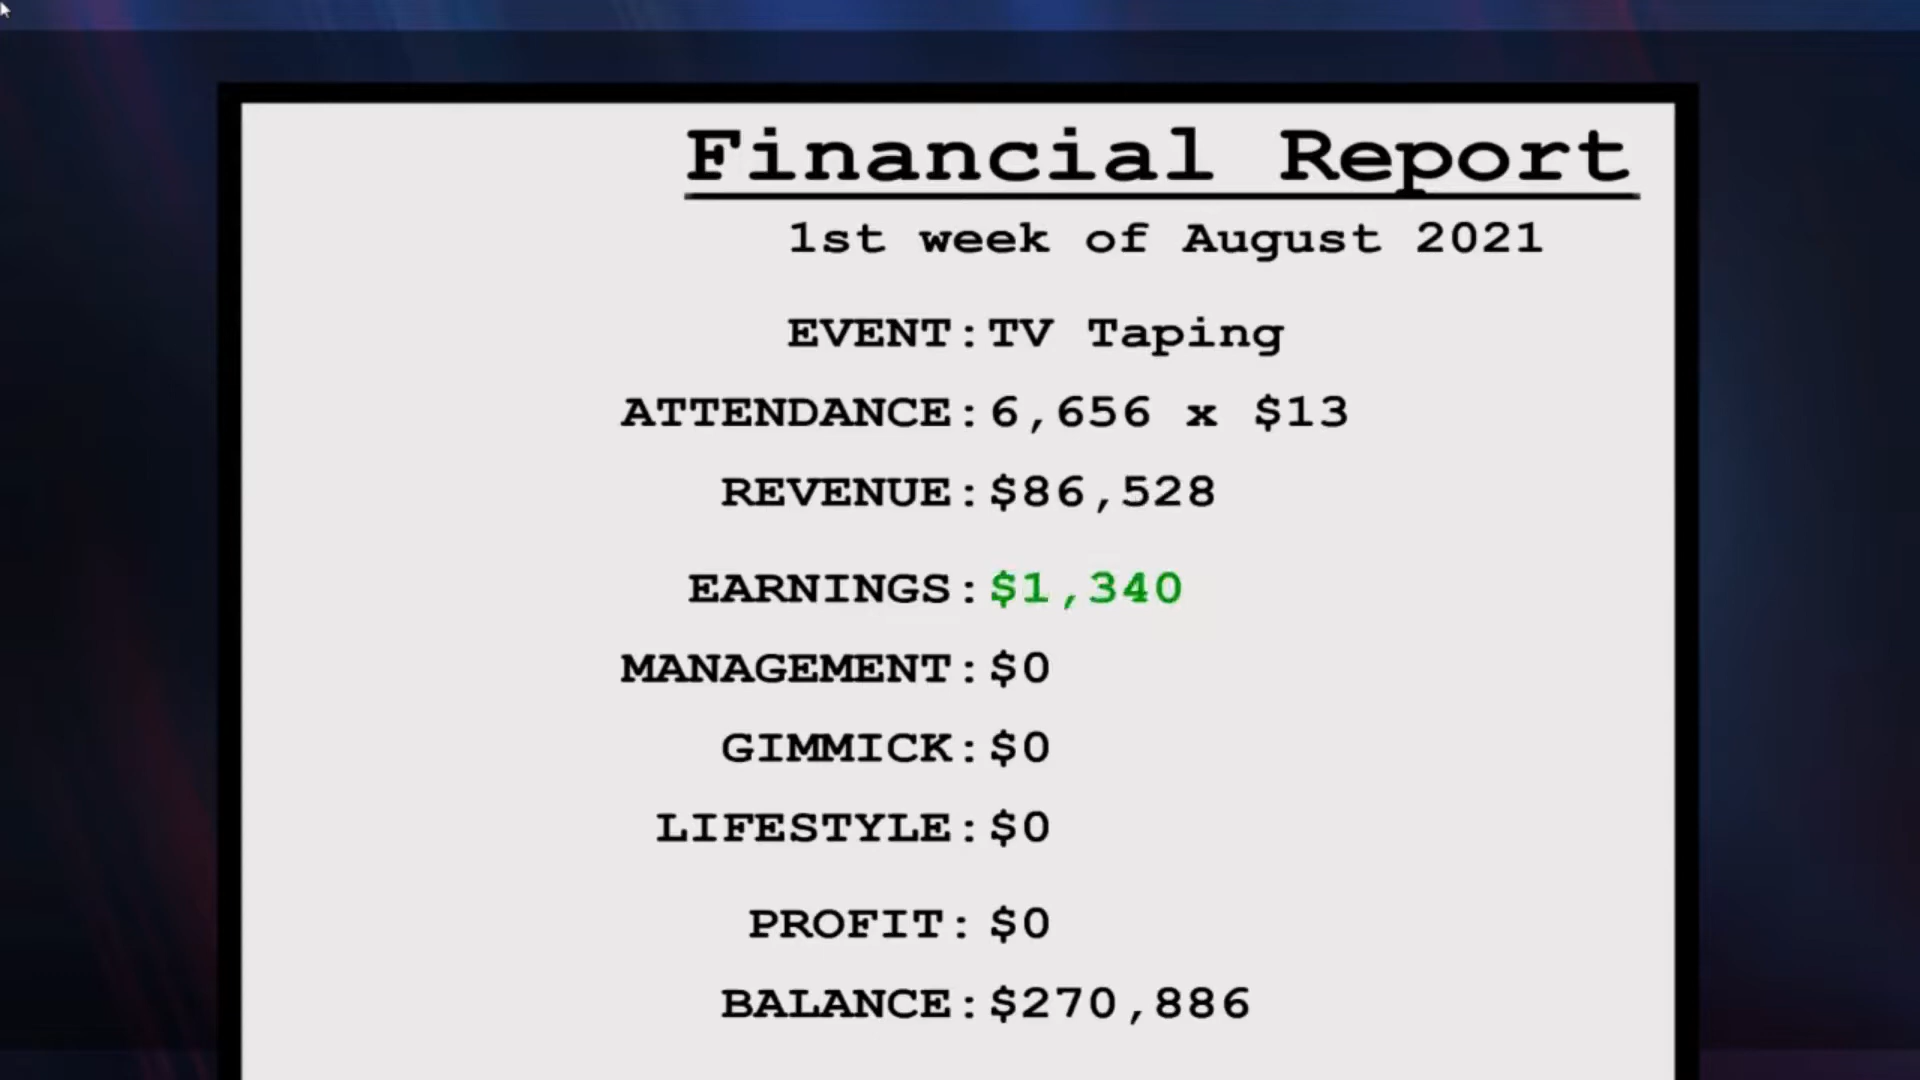 Financial Report
1st week of August 2021
EVENT: TV Taping
ATTENDANCE: 6,656 x $13
REVENUE: $86,528
EARNINGS: $1,340
MANAGEMENT: $0
GIMMICK: $0
LIFESTYLE: $0
PROFIT: $0
BALANCE: $270,886